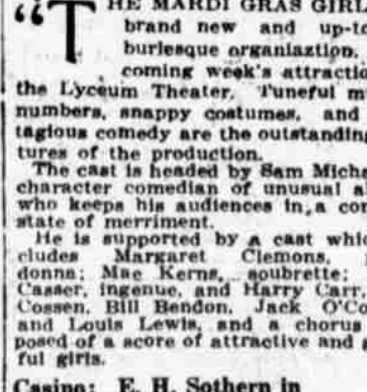 "THE MARDI GRAS GIRL
brand new and up-to
burlesque organiaztion.
coming week's attractio
the Lyceum Theater. Tuneful m
numbers, snappy costumes, and
tagious comedy are the outstanding
tures of the production.
The cast is headed by Sam Micha
character comedian of unusual a
who keeps his audiences in a con
state of merriment.
He is supported by a cast whic
cludes Margaret Clemons,
donna; Mae Kerns, soubrette;
Casser, ingenue, and Harry Carr,
Cossen, Bill Bendon, Jack O'Co
and Louis Lewis, and a chorus
posed of a score of attractive and
ful girls.
Casino: E. H. Sothern in